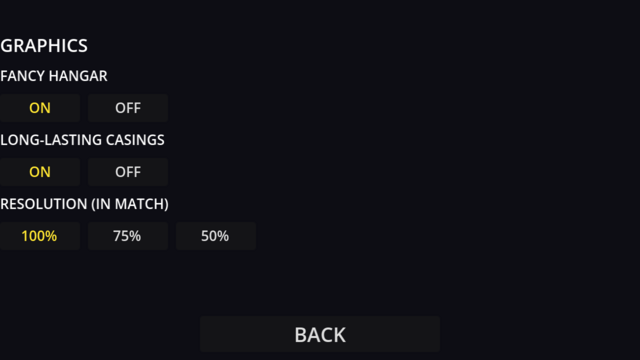 GRAPHICS
FANCY HANGAR
ON OFF
LONG-LASTING CASINGS
ON OFF
RESOLUTION (IN MATCH)
100% 75% 50%
BACK